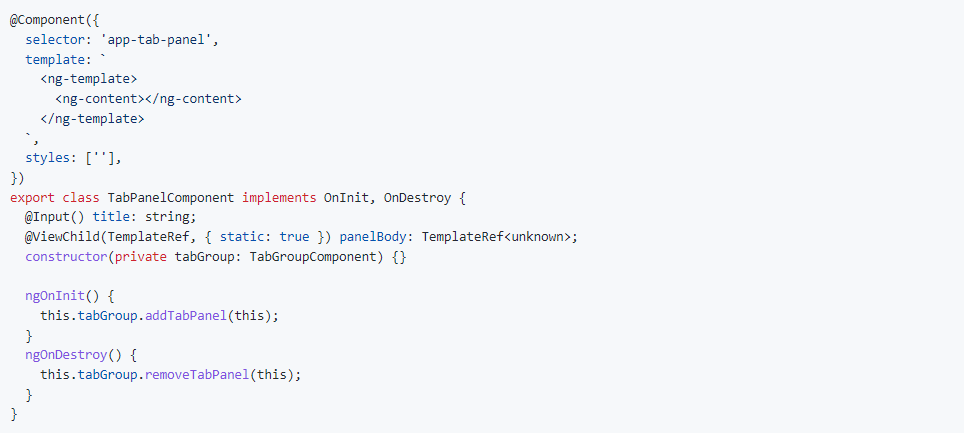 @Component({
  selector: 'app-tab-panel',
  template: `
    <ng-template>
      <ng-content></ng-content>
    </ng-template>
  `,
  styles: [''],
})
export class TabPanelComponent implements OnInit, OnDestroy {
  @Input() title: string;
  @ViewChild(TemplateRef, { static: true }) panelBody: TemplateRef<unknown>;
  constructor(private tabGroup: TabGroupComponent) {}

  ngOnInit() {
    this.tabGroup.addTabPanel(this);
  }
  ngOnDestroy() {
    this.tabGroup.removeTabPanel(this);
  }
}